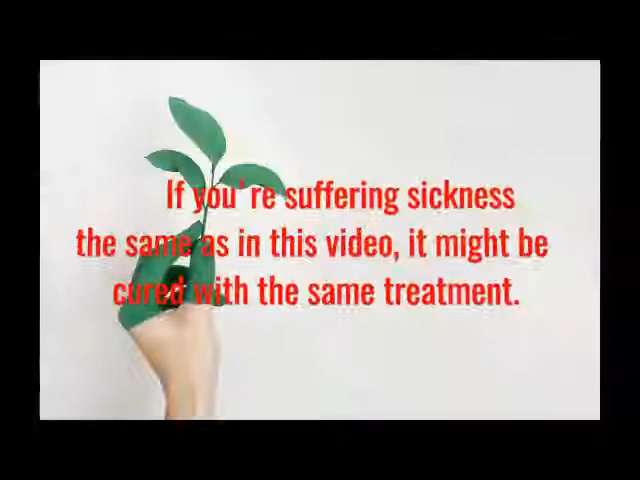 If you're suffering sickness
the same as in this video, it might be
cured with the same treatment.